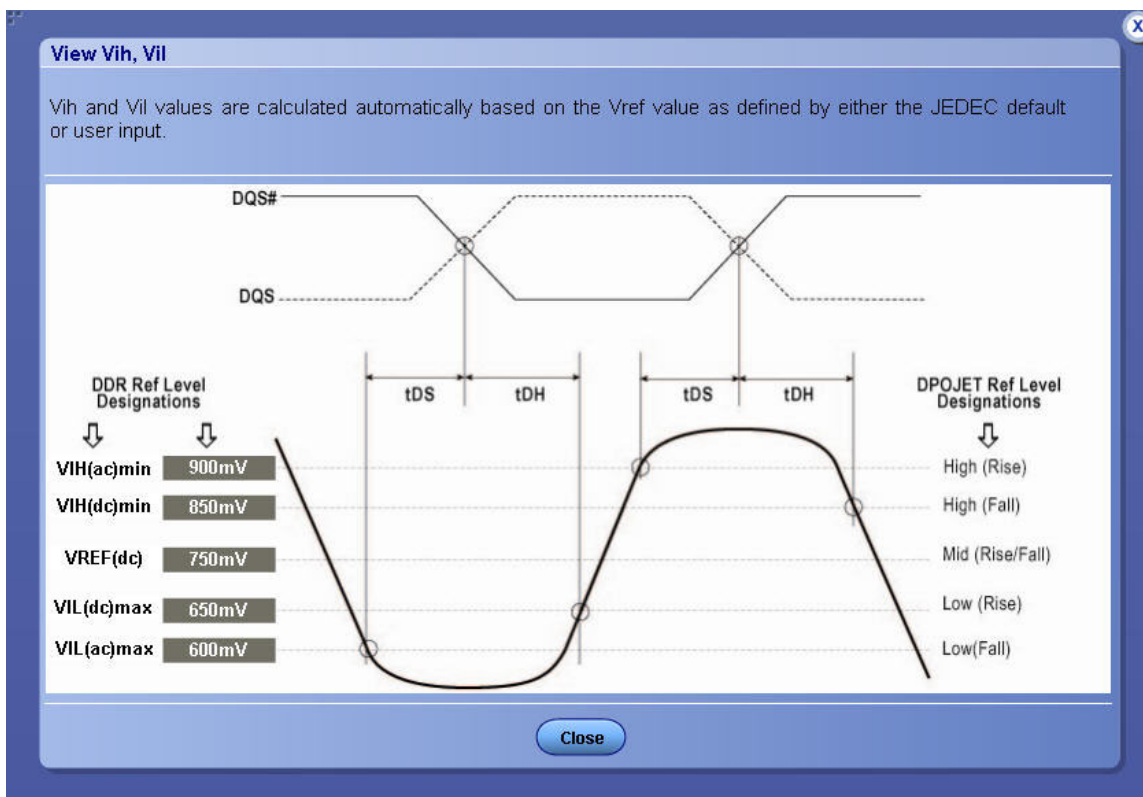 X
View Vih, Vil
Vih and Vil values are calculated automatically based on the Vref value as defined by either the JEDEC default
or user input.
DQS#
DQS
tDS
tDH
tDS
tDH
DDR Ref Level
Designations
DPOJET Ref Level
Designations
VIH(ac)min 900mV High (Rise)
VIH(dc)min 850mV High (Fall)
VREF(dc) 750mV Mid (Rise/Fall)
VIL(dc)max 650mV Low (Rise)
VIL(ac)max 600mV Low(Fall)
Close